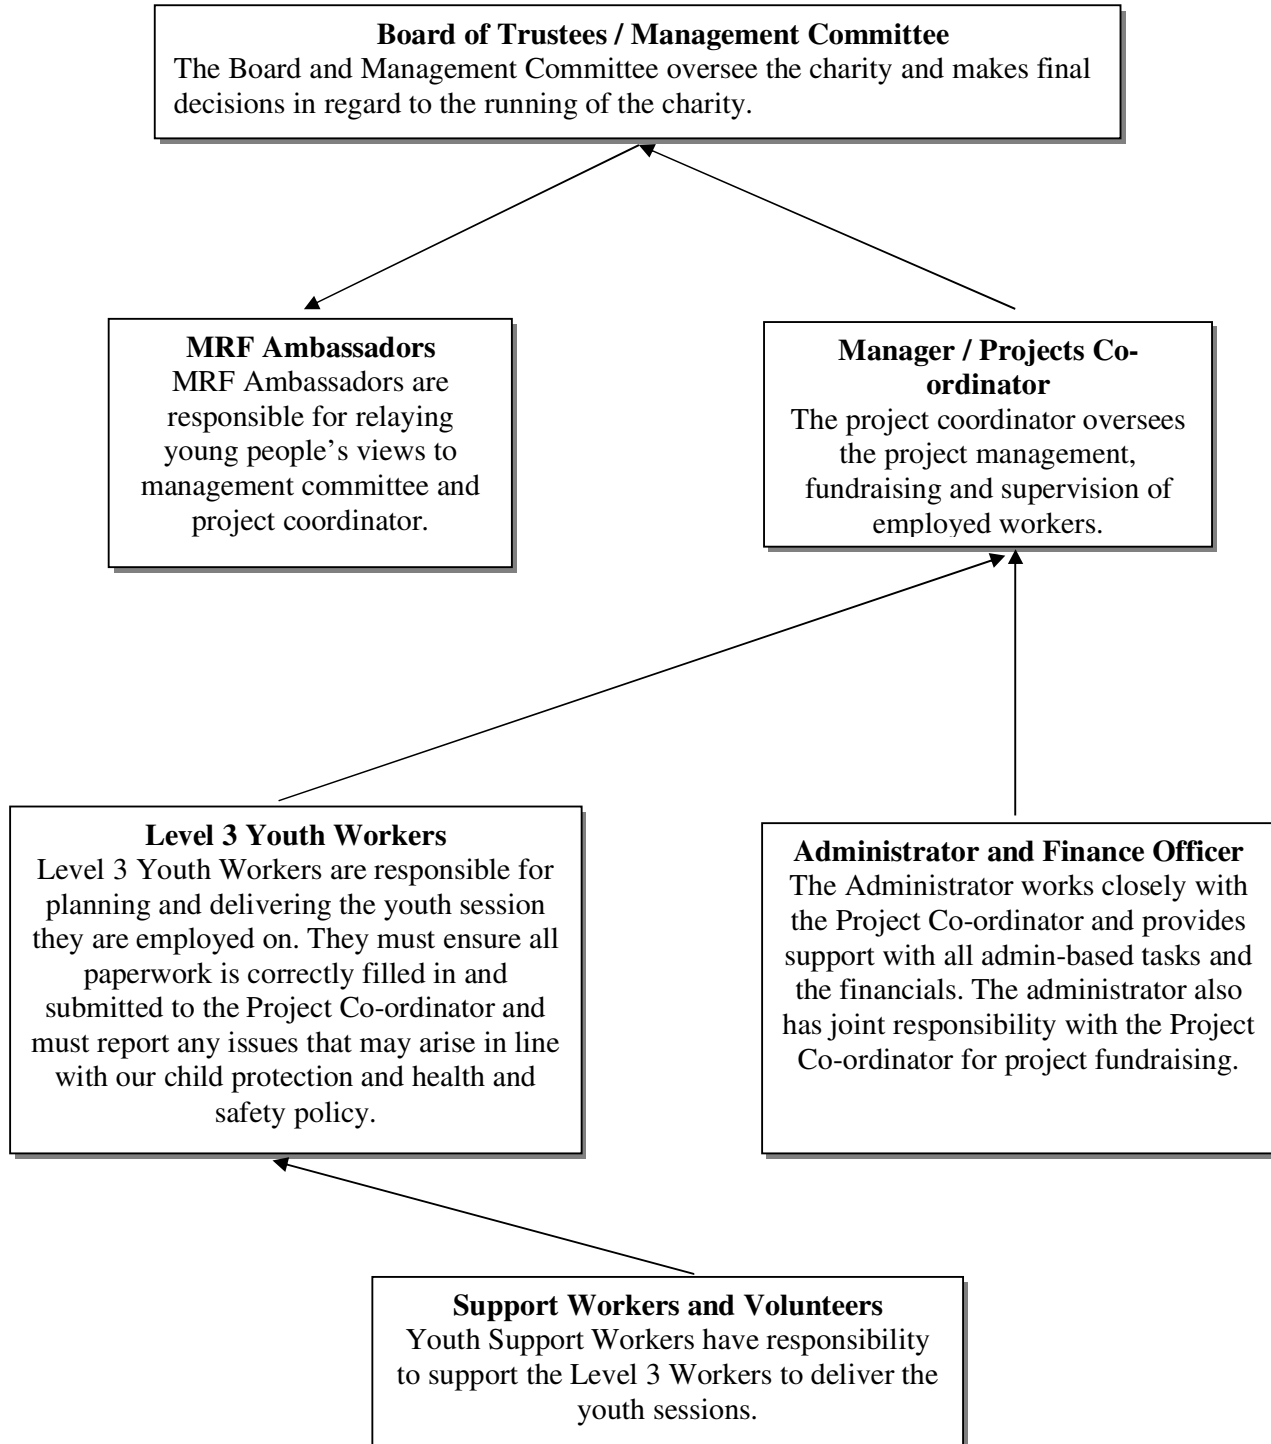 Board of Trustees / Management Committee
The Board and Management Committee oversee the charity and makes final
decisions in regard to the running of the charity.
MRF Ambassadors
MRF Ambassadors are
responsible for relaying
young people’s views to
management committee and
project coordinator.
Manager / Projects Co-
ordinator
The project coordinator oversees
the project management,
fundraising and supervision of
employed workers.
Level 3 Youth Workers
Level 3 Youth Workers are responsible for
planning and delivering the youth session
they are employed on. They must ensure all
paperwork is correctly filled in and
submitted to the Project Co-ordinator and
must report any issues that may arise in line
with our child protection and health and
safety policy.
Administrator and Finance Officer
The Administrator works closely with
the Project Co-ordinator and provides
support with all admin-based tasks and
the financials. The administrator also
has joint responsibility with the Project
Co-ordinator for project fundraising.
Support Workers and Volunteers
Youth Support Workers have responsibility
to support the Level 3 Workers to deliver the
youth sessions.